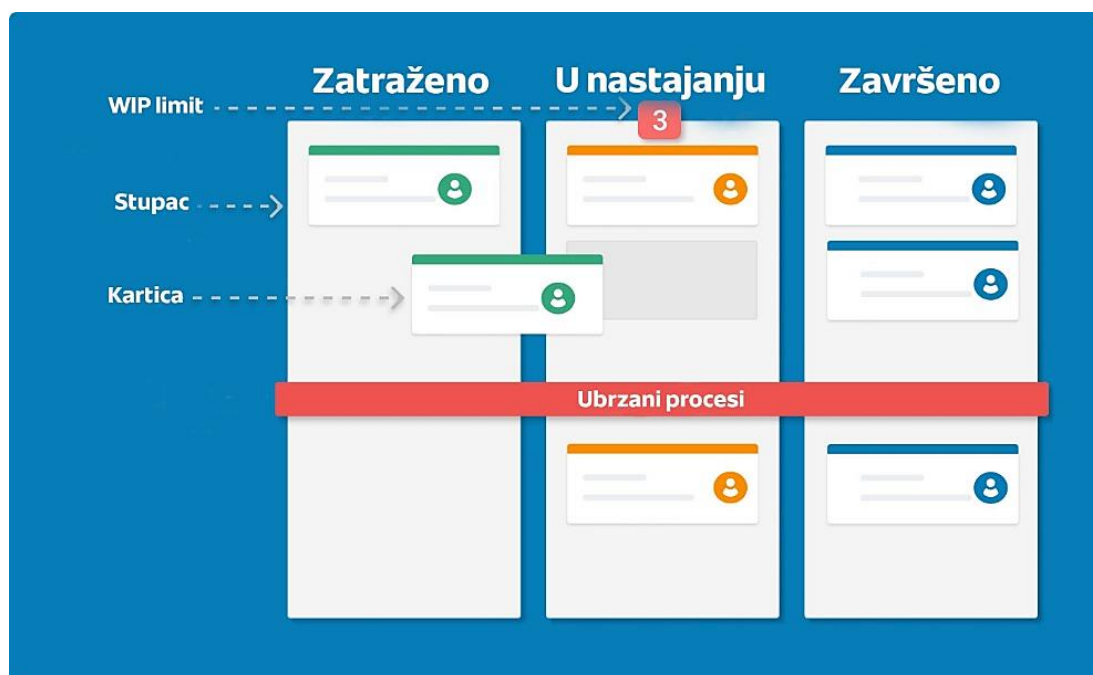 Zatraženo
U nastajanju
Završeno
WIP limit
3
Stupac
Kartica
Ubrzani procesi